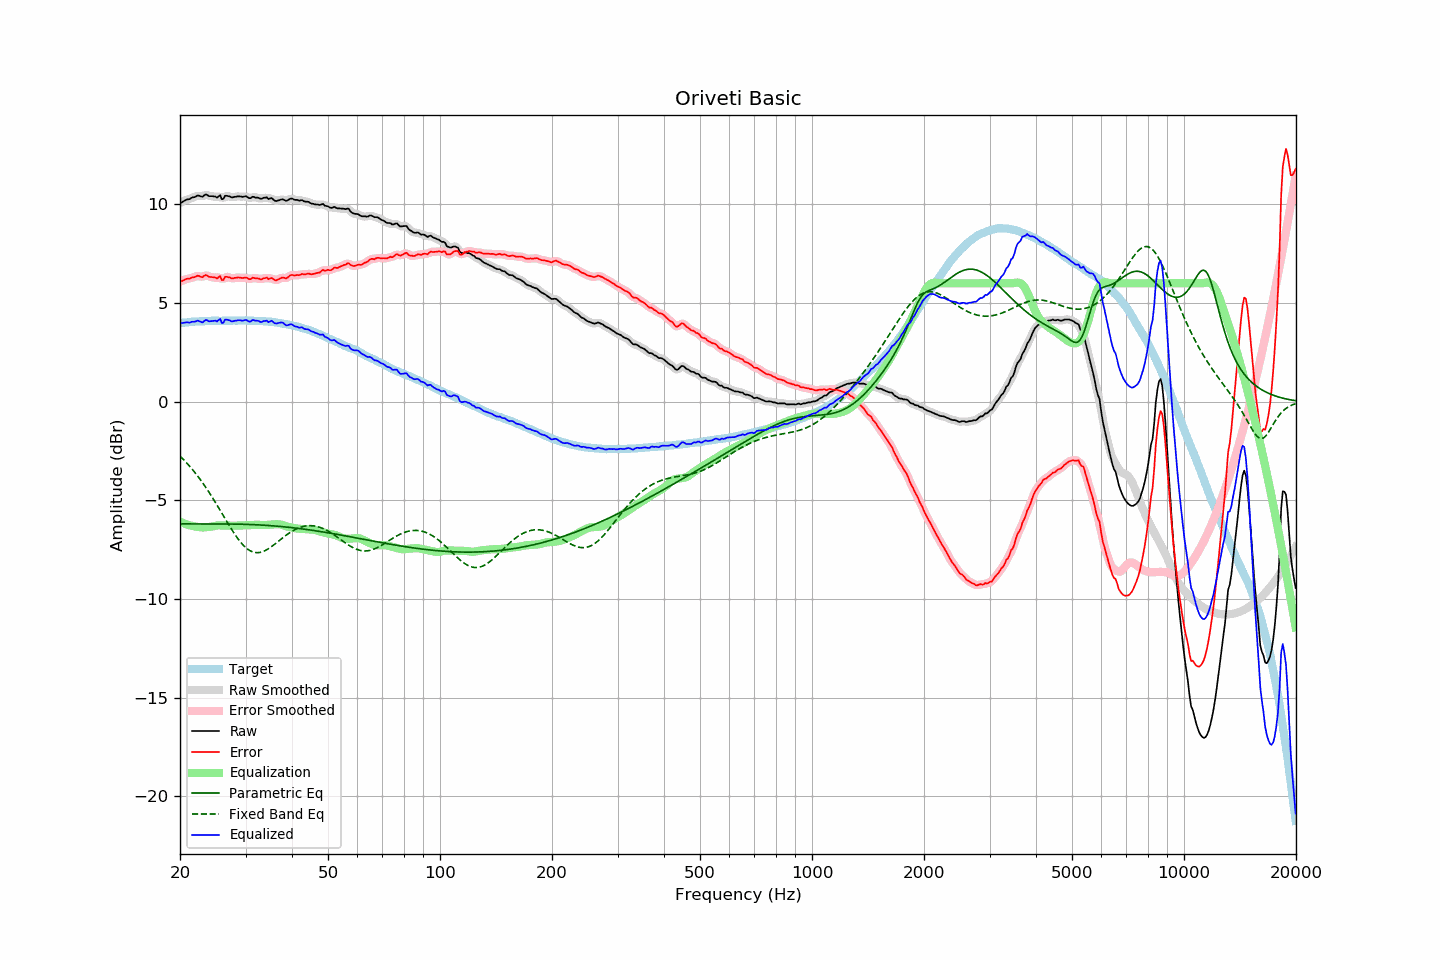 Oriveti Basic
Amplitude (dBr)
10
5
0
−5
−10
−15
−20
Target
Raw Smoothed
Error Smoothed
Raw
Error
Equalization
Parametric Eq
Fixed Band Eq
Equalized
20 50 100 200 500 1000 2000 5000 10000 20000
Frequency (Hz)